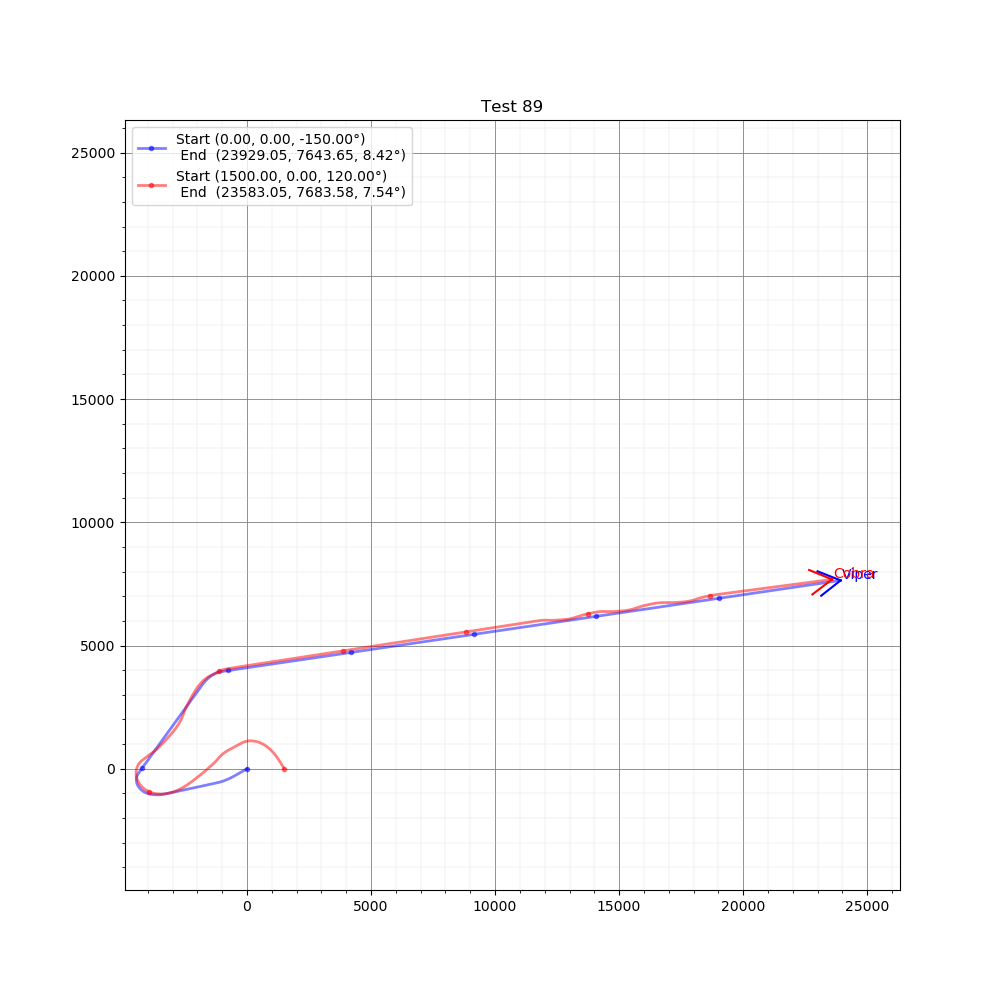 Test 89
Start (0.00, 0.00, -150.00°)
End (23929.05, 7643.65, 8.42°)
Start (1500.00, 0.00, 120.00°)
End (23583.05, 7683.58, 7.54°)
25000
20000
15000
10000
5000
0
Cobra
Viper
0
5000
10000
15000
20000
25000